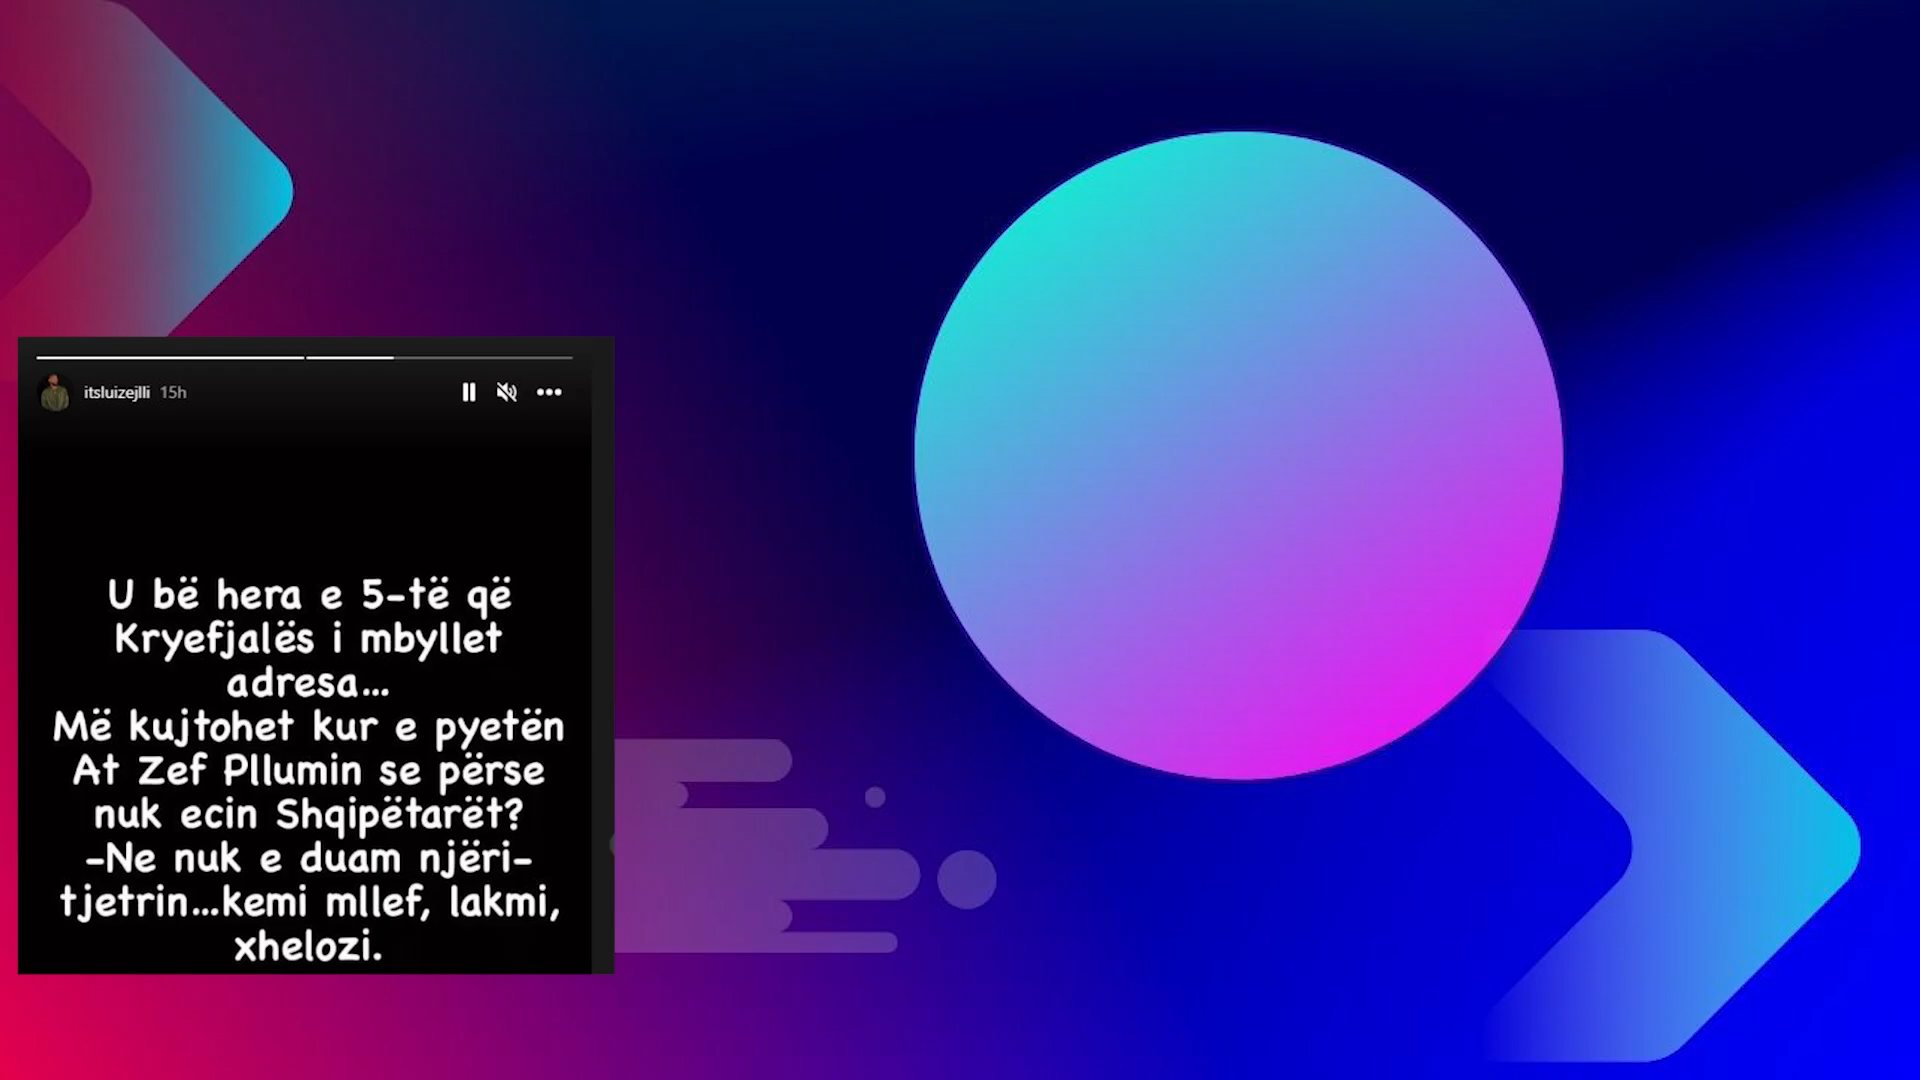 itsluizejlli 15h
U bë hera e 5-të që
Kryefjalës i mbyllet
adresa...
Më kujtohet kur e pyetën
At Zef Pllumin se përse
nuk ecin Shqipëtarët?
-Ne nuk e duam njëri-
tjetrin...kemi mllef, lakmi,
xhelozi.